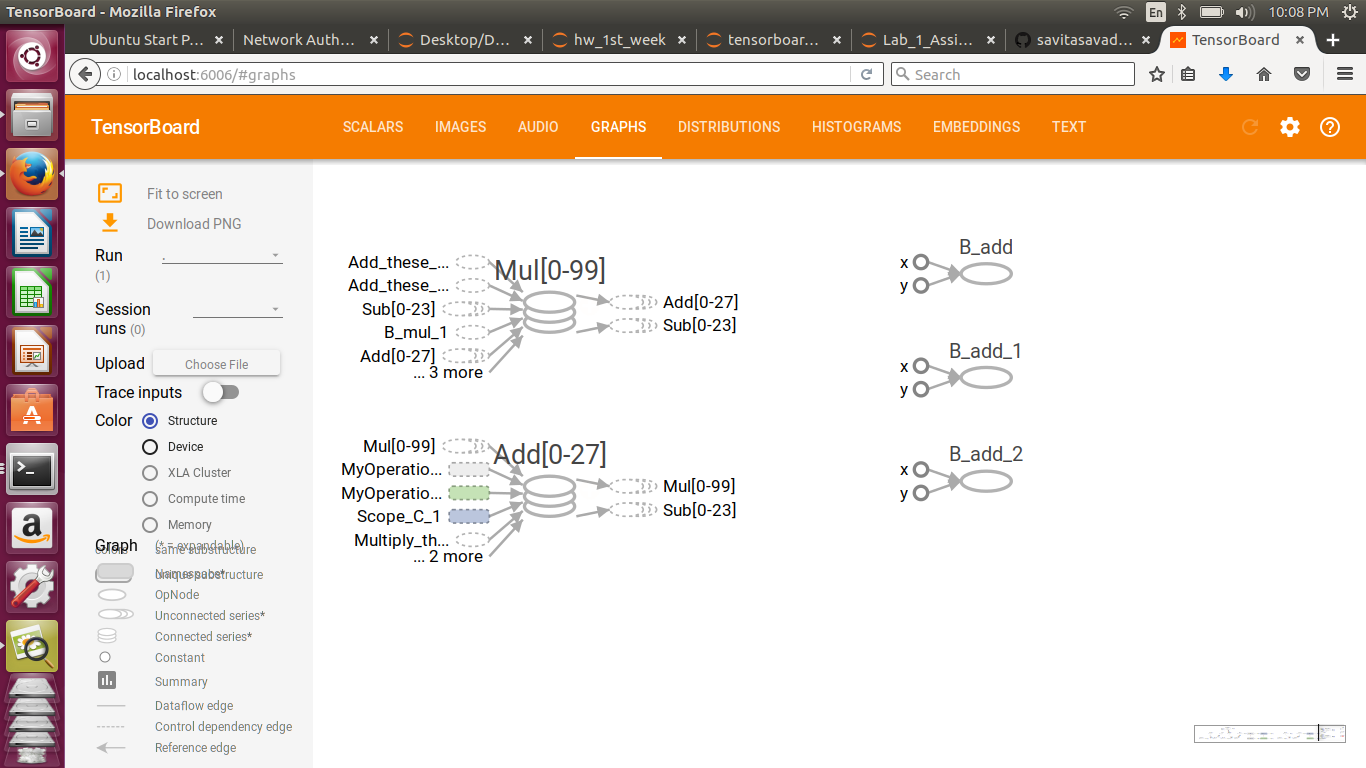 TensorBoard - Mozilla Firefox
En
10:08 PM
Ubuntu Start P... ×
Network Auth... ×
Desktop/D... ×
hw_1st_week ×
tensorboar... ×
Lab_1_Assi... ×
savitasavad... ×
TensorBoard ×
localhost:6006/#graphs
Search
TensorBoard
SCALARS IMAGES AUDIO GRAPHS DISTRIBUTIONS HISTOGRAMS EMBEDDINGS TEXT
Fit to screen
Download PNG
Run
(1)
.
Session
runs (0)
Upload Choose File
Trace inputs
Color Structure
Device
XLA Cluster
Compute time
Memory
colors same substructure
unique substructure
Graph (* = expandable)
Namespace*
OpNode
Unconnected series*
Connected series*
Constant
Summary
Dataflow edge
Control dependency edge
Reference edge
Mul[0-99]
Add_these_...
Add_these_...
Sub[0-23]
B_mul_1
Add[0-27]
... 3 more
Add[0-27]
Sub[0-23]
Add[0-27]
Mul[0-99]
MyOperatio...
MyOperatio...
Scope_C_1
Multiply_th...
... 2 more
Mul[0-99]
Sub[0-23]
B_add
x
y
B_add_1
x
y
B_add_2
x
y